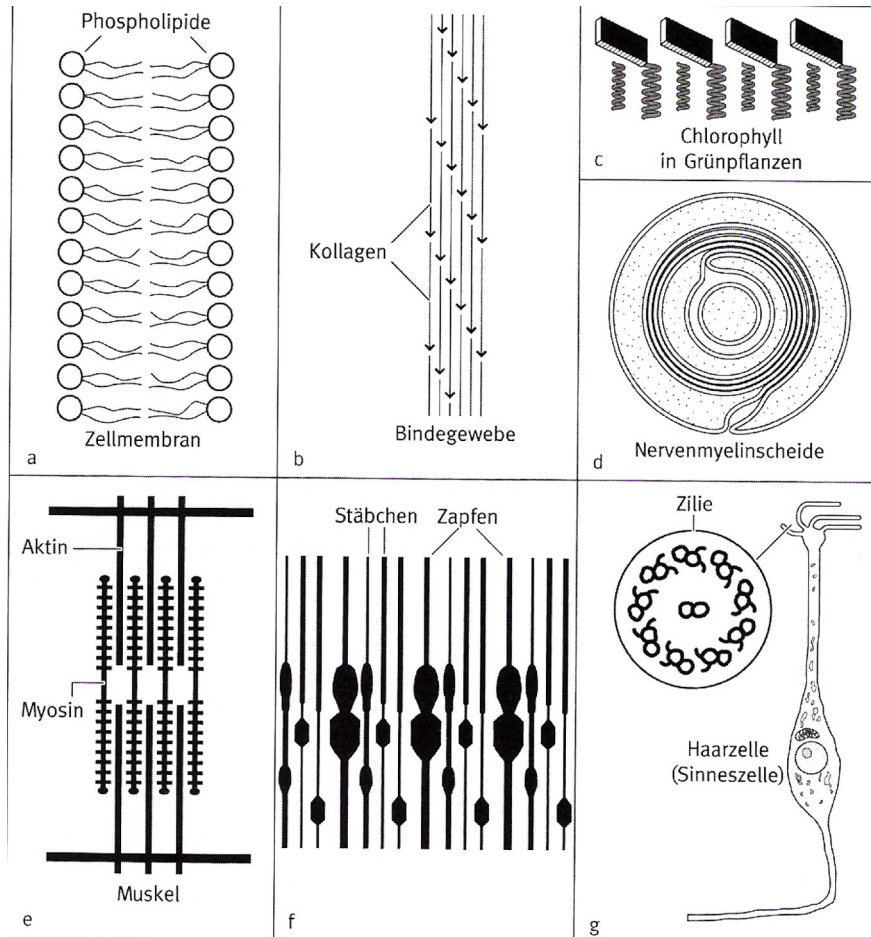 Phospholipide
Zellmembran
a
Kollagen
Bindegewebe
b
Chlorophyll
in Grünpflanzen
c
Nervenmyelinscheide
d
Aktin
Myosin
Muskel
e
Stäbchen Zapfen
f
Zilie
Haarzelle
(Sinneszelle)
g